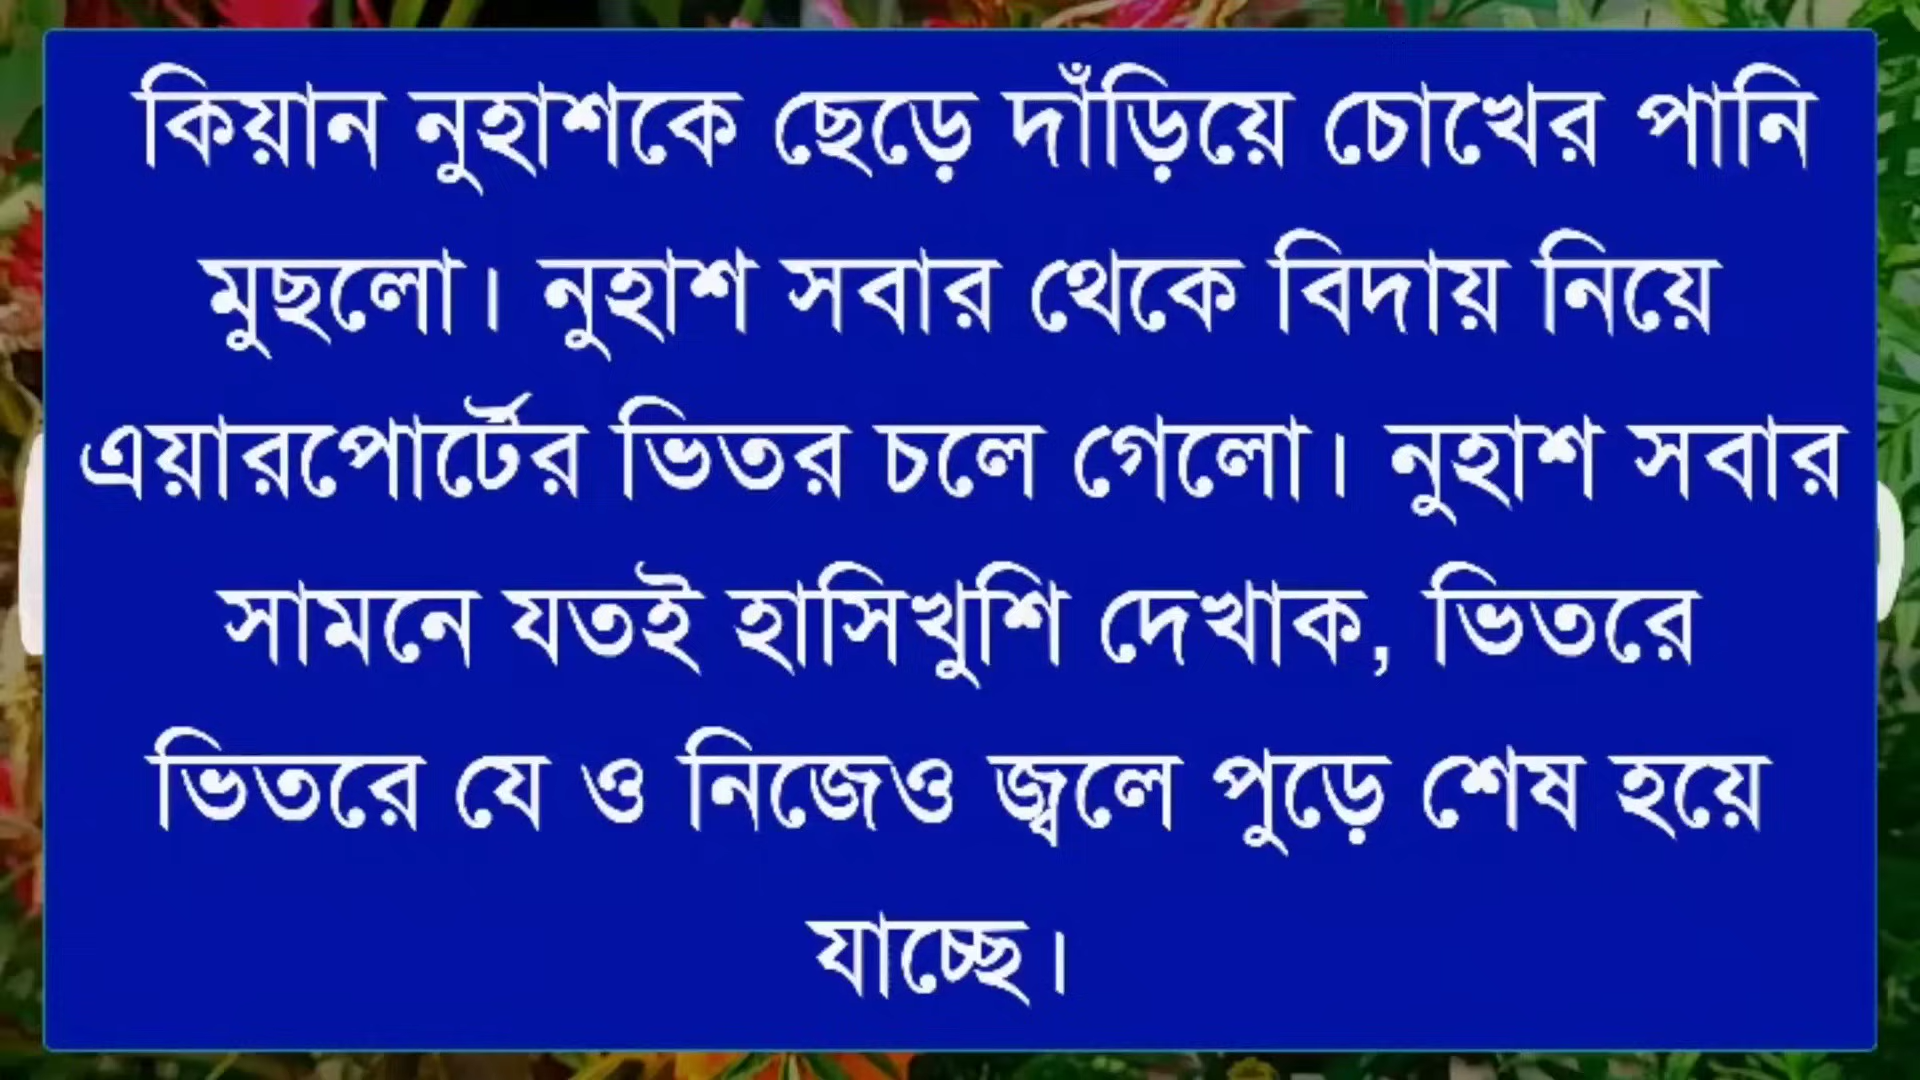 কিয়ান নুহাশকে ছেড়ে দাঁড়িয়ে চোখের পানি
মুছলো। নুহাশ সবার থেকে বিদায় নিয়ে
এয়ারপোর্টের ভিতর চলে গেলো। নুহাশ সবার
সামনে যতই হাসিখুশি দেখাক, ভিতরে
ভিতরে যে ও নিজেও জ্বলে পুড়ে শেষ হয়ে
যাচ্ছে।